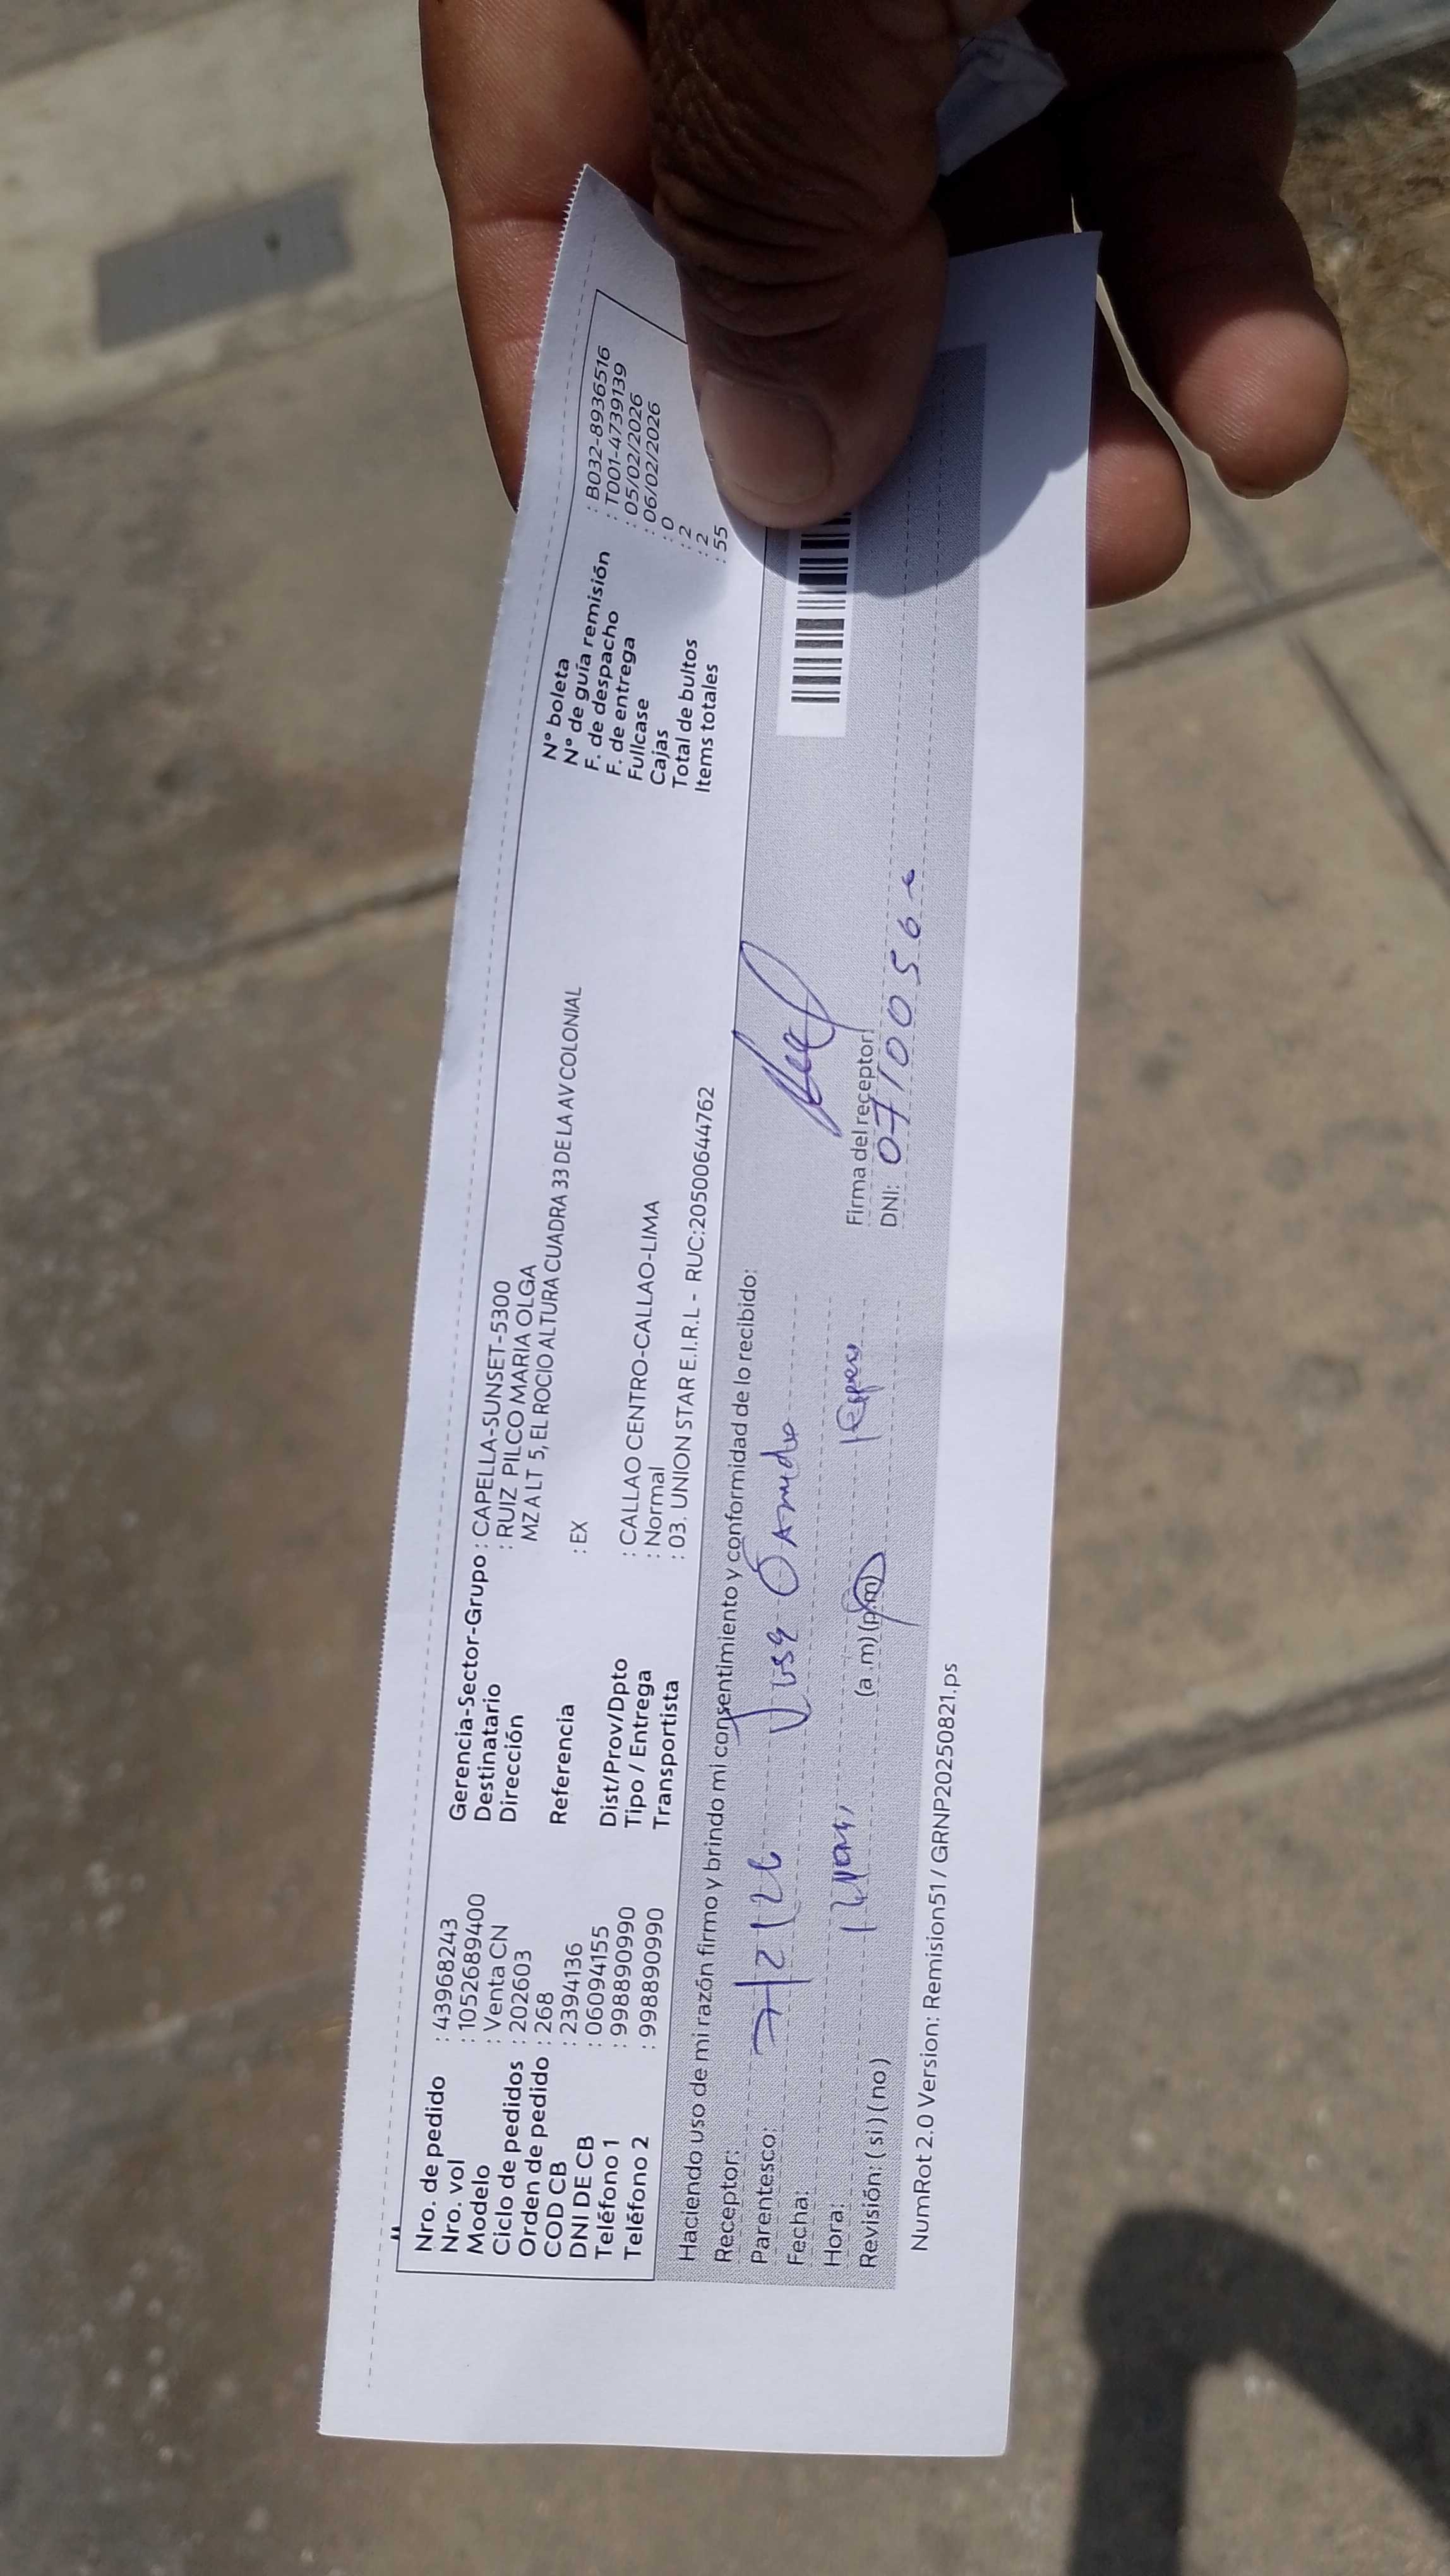 Nro. de pedido : 43968243
Nro. vol : 1052689400
Modelo : Venta CN
Ciclo de pedidos : 202603
Orden de pedido : 268
COD CB : 2394136
DNI DE CB : 06094155
Teléfono 1 : 998890990
Teléfono 2 : 998890990
Gerencia-Sector-Grupo : CAPELLA-SUNSET-5300
Destinatario : RUIZ PILCO MARIA OLGA
Dirección MZ A LT 5, EL ROCIO ALTURA CUADRA 33 DE LA AV COLONIAL
Referencia : EX
Dist/Prov/Dpto : CALLAO CENTRO-CALLAO-LIMA
Tipo / Entrega : Normal
Transportista : 03. UNION STAR E.I.R.L - RUC:20500644762
Nº boleta : B032-8936516
Nº de guía remisión : T001-4739139
F. de despacho : 05/02/2026
F. de entrega : 06/02/2026
Fullcase : 0
Cajas : 2
Total de bultos : 2
Items totales : 55
Haciendo uso de mi razón firmo y brindo mi consentimiento y conformidad de lo recibido:
Receptor:
Parentesco:
Fecha: 7/2/26
Hora: (a.m) (p.m)
Revisión: ( si ) ( no )
Firma del receptor
DNI: 0710056
NumRot 2.0 Version: Remision51 / GRNP20250821.ps